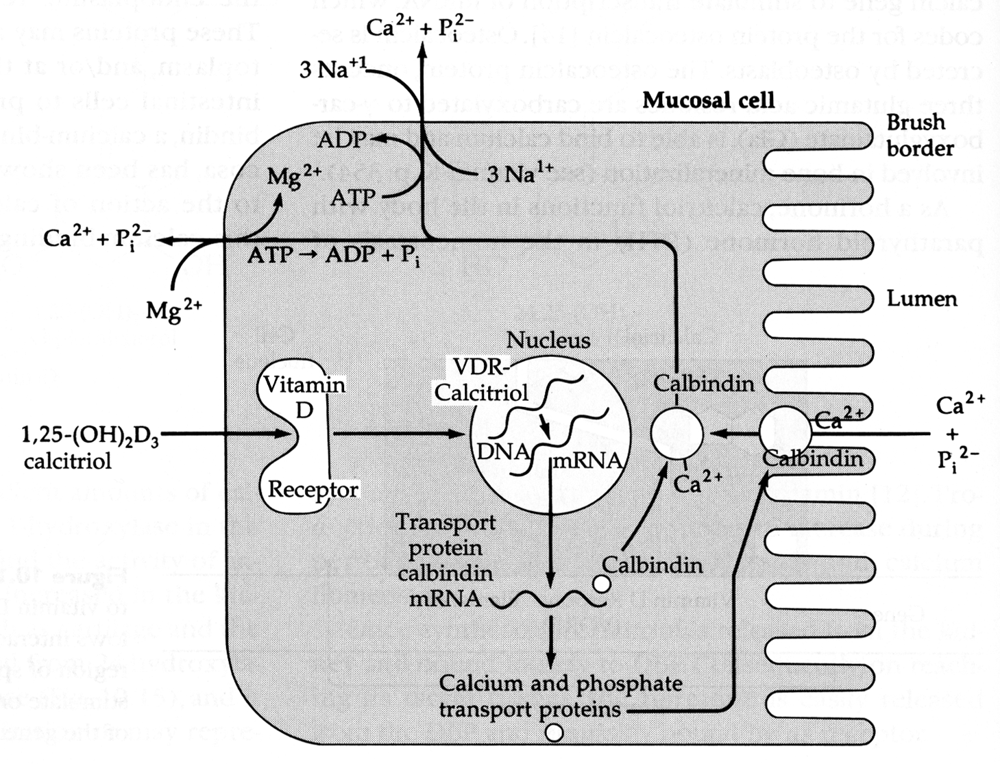 Ca²⁺ + Pᵢ²⁻
3 Na⁺¹
Mucosal cell
Brush
border
ADP
3 Na¹⁺
Mg²⁺
ATP
Ca²⁺ + Pᵢ²⁻
ATP → ADP + Pᵢ
Mg²⁺
Lumen
Nucleus
VDR-
Calcitriol
DNA
mRNA
Vitamin
D
Receptor
1,25-(OH)₂D₃
calcitriol
Calbindin
Ca²⁺
Ca²⁺
Calbindin
Ca²⁺
+
Pᵢ²⁻
Transport
protein
calbindin
mRNA
Calbindin
Calcium and phosphate
transport proteins